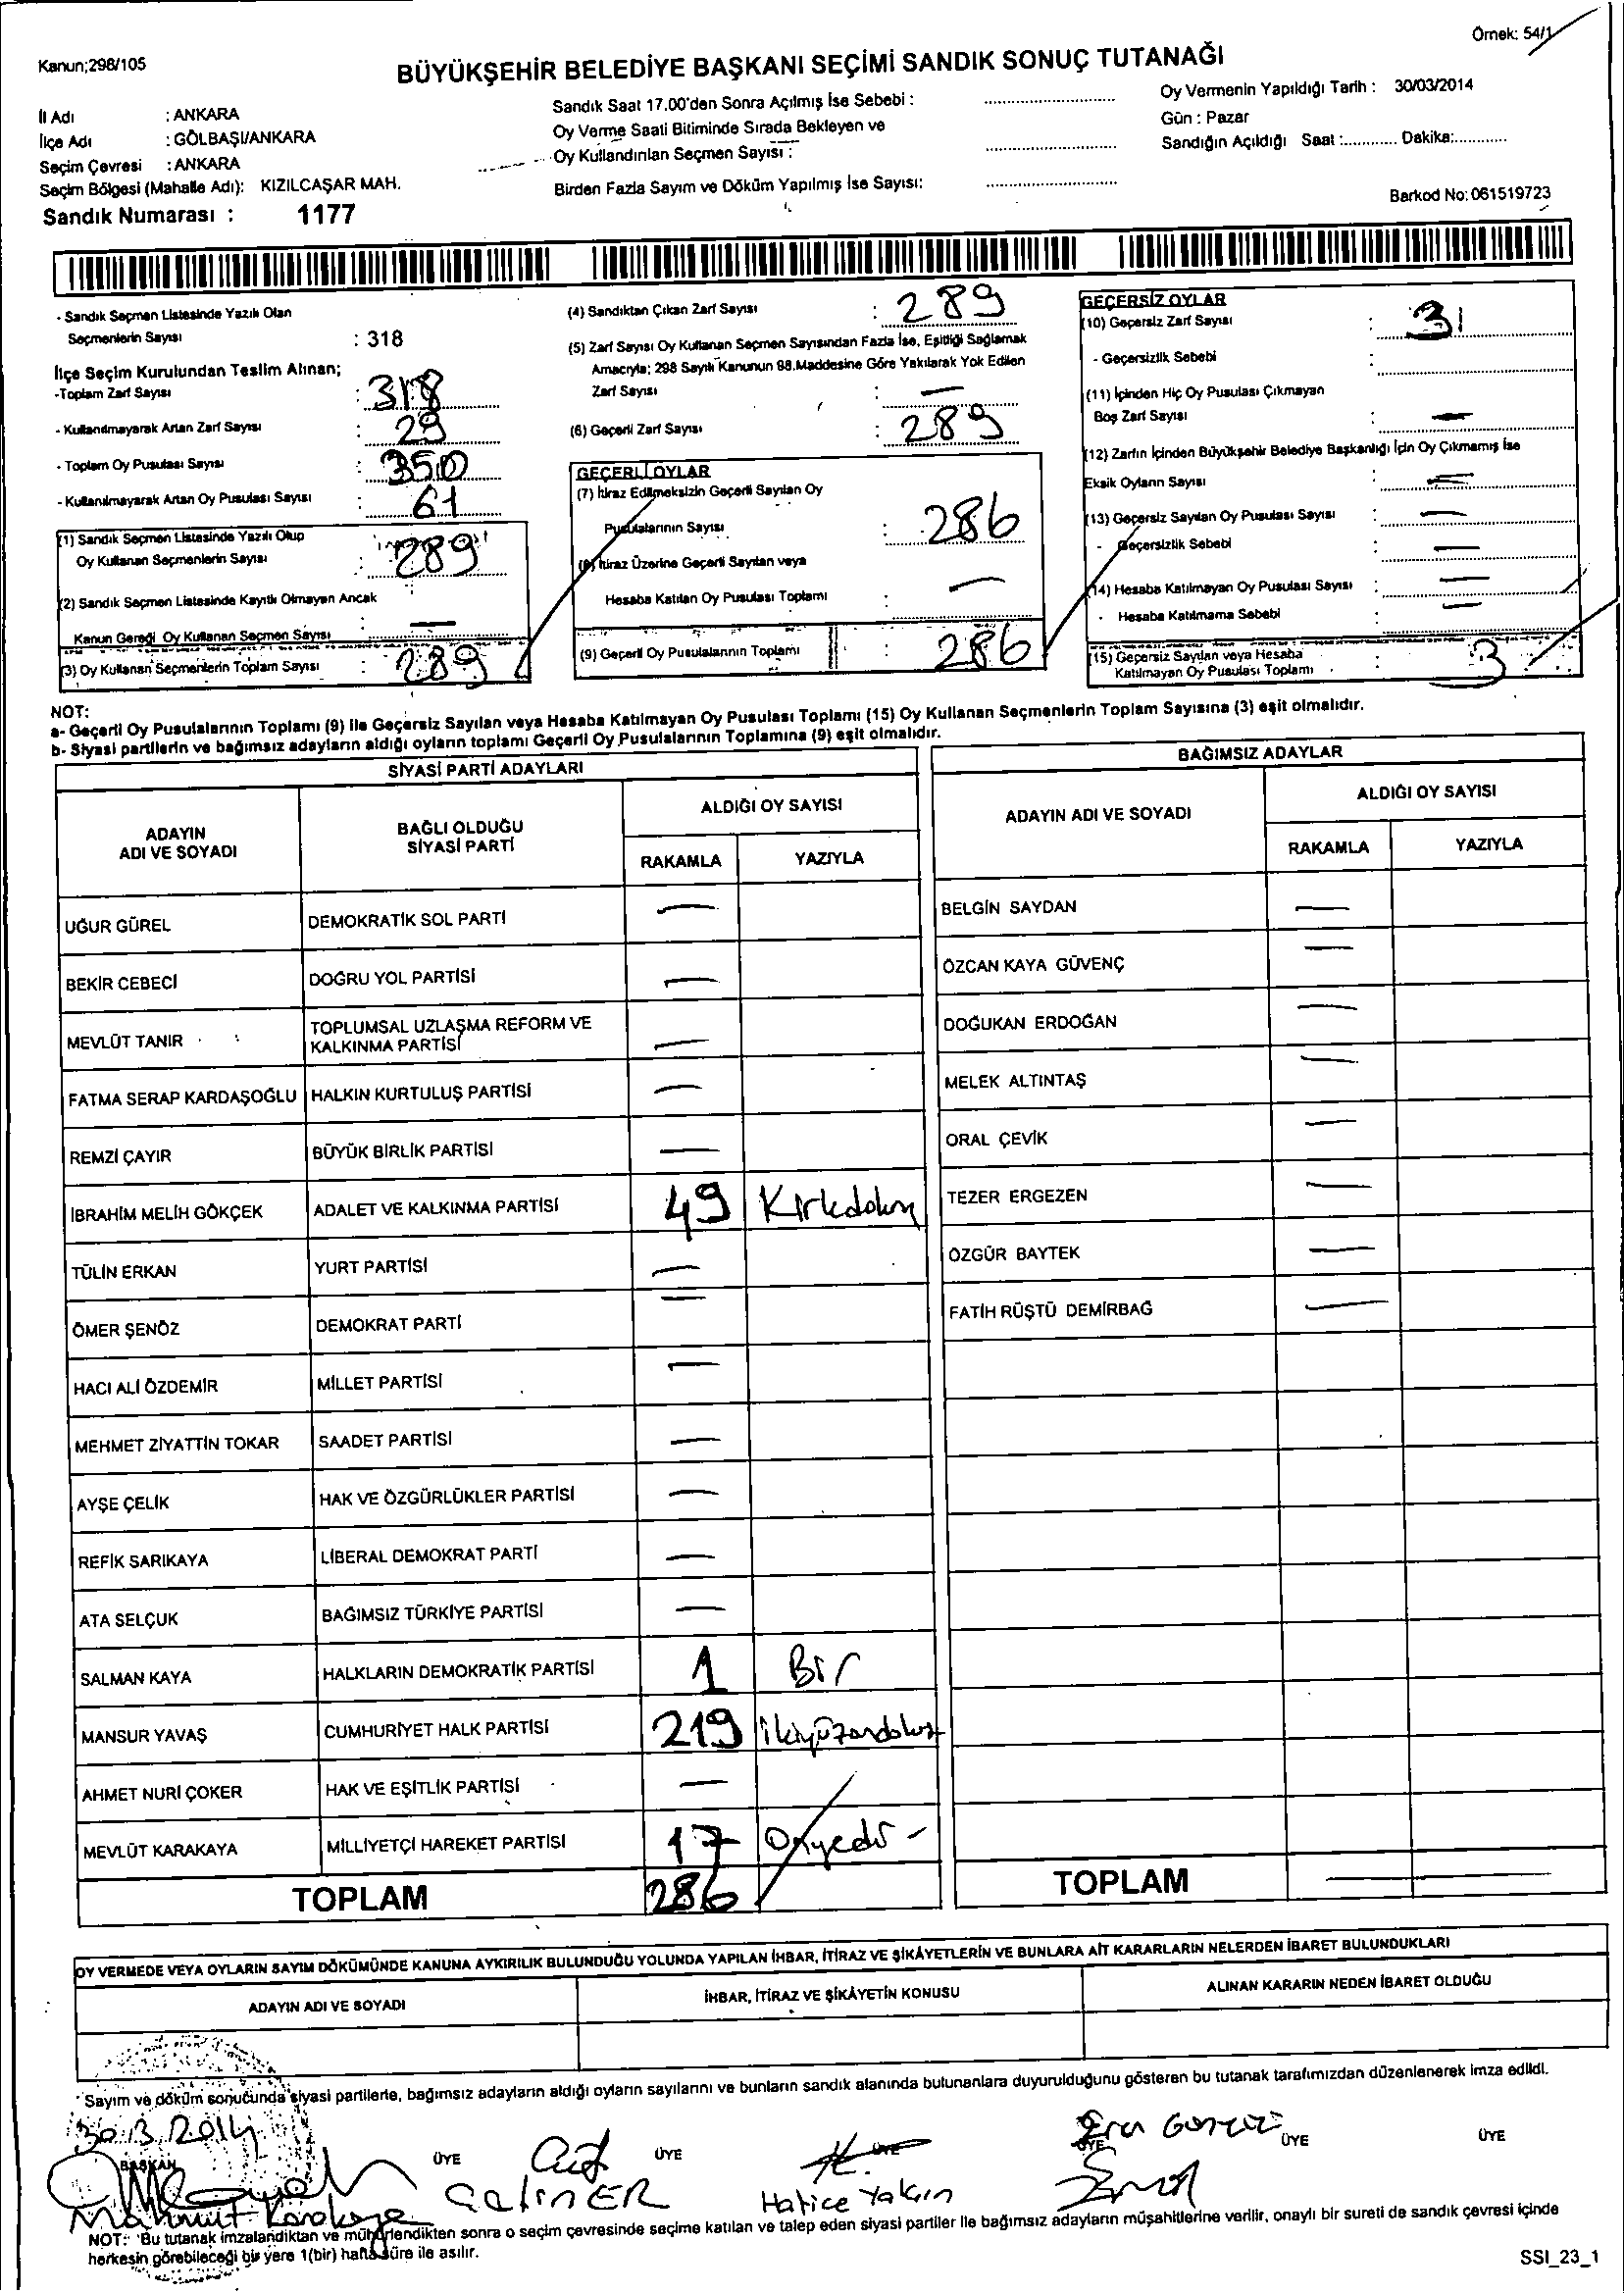 Örnek: 54/1
Kanun;298/105
BÜYÜKŞEHİR BELEDİYE BAŞKANI SEÇİMİ SANDIK SONUÇ TUTANAĞI
İl Adı : ANKARA
İlçe Adı : GÖLBAŞI/ANKARA
Seçim Çevresi : ANKARA
Seçim Bölgesi (Mahalle Adı): KIZILCAŞAR MAH.
Sandık Numarası : 1177
Sandık Saat 17.00'den Sonra Açılmış İse Sebebi :
Oy Verme Saati Bitiminde Sırada Bekleyen ve
Oy Kullandırılan Seçmen Sayısı :
Birden Fazla Sayım ve Döküm Yapılmış İse Sayısı:
Oy Vermenin Yapıldığı Tarih : 30/03/2014
Gün : Pazar
Sandığın Açıldığı Saat :............ Dakika:............
Barkod No: 061519723
- Sandık Seçmen Listesinde Yazılı Olan
Seçmenlerin Sayısı : 318
İlçe Seçim Kurulundan Teslim Alınan;
-Toplam Zarf Sayısı : 318
- Kullanılmayarak Artan Zarf Sayısı : 29
- Toplam Oy Pusulası Sayısı : 350
- Kullanılmayarak Artan Oy Pusulası Sayısı : 61
(1) Sandık Seçmen Listesinde Yazılı Olup
Oy Kullanan Seçmenlerin Sayısı : 289
(2) Sandık Seçmen Listesinde Kayıtlı Olmayan Ancak
Kanun Gereği Oy Kullanan Seçmen Sayısı —
(3) Oy Kullanan Seçmenlerin Toplam Sayısı : 289
(4) Sandıktan Çıkan Zarf Sayısı : 289
(5) Zarf Sayısı Oy Kullanan Seçmen Sayısından Fazla İse, Eşitliği Sağlamak
Amacıyla; 298 Sayılı Kanunun 98.Maddesine Göre Yakılarak Yok Edilen
Zarf Sayısı : —
(6) Geçerli Zarf Sayısı : 289
GEÇERLİ OYLAR
(7) İtiraz Edilmeksizin Geçerli Sayılan Oy
Pusulalarının Sayısı : 286
(8) İtiraz Üzerine Geçerli Sayılan veya
Hesaba Katılan Oy Pusulası Toplamı : —
(9) Geçerli Oy Pusulalarının Toplamı : 286
GEÇERSİZ OYLAR
(10) Geçersiz Zarf Sayısı : 3
- Geçersizlik Sebebi :
(11) İçinden Hiç Oy Pusulası Çıkmayan
Boş Zarf Sayısı : —
(12) Zarfın İçinden Büyükşehir Belediye Başkanlığı İçin Oy Çıkmamış İse
Eksik Oyların Sayısı : —
(13) Geçersiz Sayılan Oy Pusulası Sayısı : —
- Geçersizlik Sebebi : —
(14) Hesaba Katılmayan Oy Pusulası Sayısı : —
- Hesaba Katılmama Sebebi : —
(15) Geçersiz Sayılan veya Hesaba
Katılmayan Oy Pusulası Toplamı : 3
NOT:
a- Geçerli Oy Pusulalarının Toplamı (9) ile Geçersiz Sayılan veya Hesaba Katılmayan Oy Pusulası Toplamı (15) Oy Kullanan Seçmenlerin Toplam Sayısına (3) eşit olmalıdır.
b- Siyasi partilerin ve bağımsız adayların aldığı oyların toplamı Geçerli Oy Pusulalarının Toplamına (9) eşit olmalıdır.
SİYASİ PARTİ ADAYLARI
ADAYIN ADI VE SOYADI
BAĞLI OLDUĞU SİYASİ PARTİ
ALDIĞI OY SAYISI
RAKAMLA YAZIYLA
UĞUR GÜREL DEMOKRATİK SOL PARTİ —
BEKİR CEBECİ DOĞRU YOL PARTİSİ —
MEVLÜT TANIR TOPLUMSAL UZLAŞMA REFORM VE KALKINMA PARTİSİ —
FATMA SERAP KARDAŞOĞLU HALKIN KURTULUŞ PARTİSİ —
REMZİ ÇAYIR BÜYÜK BİRLİK PARTİSİ —
İBRAHİM MELİH GÖKÇEK ADALET VE KALKINMA PARTİSİ 49 Kırkdokuz
TÜLİN ERKAN YURT PARTİSİ —
ÖMER ŞENÖZ DEMOKRAT PARTİ —
HACI ALİ ÖZDEMİR MİLLET PARTİSİ —
MEHMET ZİYATTİN TOKAR SAADET PARTİSİ —
AYŞE ÇELİK HAK VE ÖZGÜRLÜKLER PARTİSİ —
REFİK SARIKAYA LİBERAL DEMOKRAT PARTİ —
ATA SELÇUK BAĞIMSIZ TÜRKİYE PARTİSİ —
SALMAN KAYA HALKLARIN DEMOKRATİK PARTİSİ 1 Bir
MANSUR YAVAŞ CUMHURİYET HALK PARTİSİ 219 ikiyüzondokuz
AHMET NURİ ÇOKER HAK VE EŞİTLİK PARTİSİ —
MEVLÜT KARAKAYA MİLLİYETÇİ HAREKET PARTİSİ 17 Onyedi -
TOPLAM 286
BAĞIMSIZ ADAYLAR
ADAYIN ADI VE SOYADI
ALDIĞI OY SAYISI
RAKAMLA YAZIYLA
BELGİN SAYDAN —
ÖZCAN KAYA GÜVENÇ —
DOĞUKAN ERDOĞAN —
MELEK ALTINTAŞ —
ORAL ÇEVİK —
TEZER ERGEZEN —
ÖZGÜR BAYTEK —
FATİH RÜŞTÜ DEMİRBAĞ —
TOPLAM —
OY VERMEDE VEYA OYLARIN SAYIM DÖKÜMÜNDE KANUNA AYKIRILIK BULUNDUĞU YOLUNDA YAPILAN İHBAR, İTİRAZ VE ŞİKÂYETLERİN VE BUNLARA AİT KARARLARIN NELERDEN İBARET BULUNDUKLARI
ADAYIN ADI VE SOYADI İHBAR, İTİRAZ VE ŞİKÂYETİN KONUSU ALINAN KARARIN NEDEN İBARET OLDUĞU
Sayım ve döküm sonucunda siyasi partilerle, bağımsız adayların aldığı oyların sayılarını ve bunların sandık alanında bulunanlara duyurulduğunu gösteren bu tutanak tarafımızdan düzenlenerek imza edildi.
30.3.2014
BAŞKAN ÜYE ÜYE ÜYE ÜYE ÜYE ÜYE
Mahmut Karakaya
Hatice Yalçın
NOT: Bu tutanak imzalandıktan ve mühürlendikten sonra o seçim çevresinde seçime katılan ve talep eden siyasi partiler ile bağımsız adayların müşahitlerine verilir, onaylı bir sureti de sandık çevresi içinde
herkesin görebileceği bir yere 1(bir) hafta süre ile asılır.
SSI_23_1